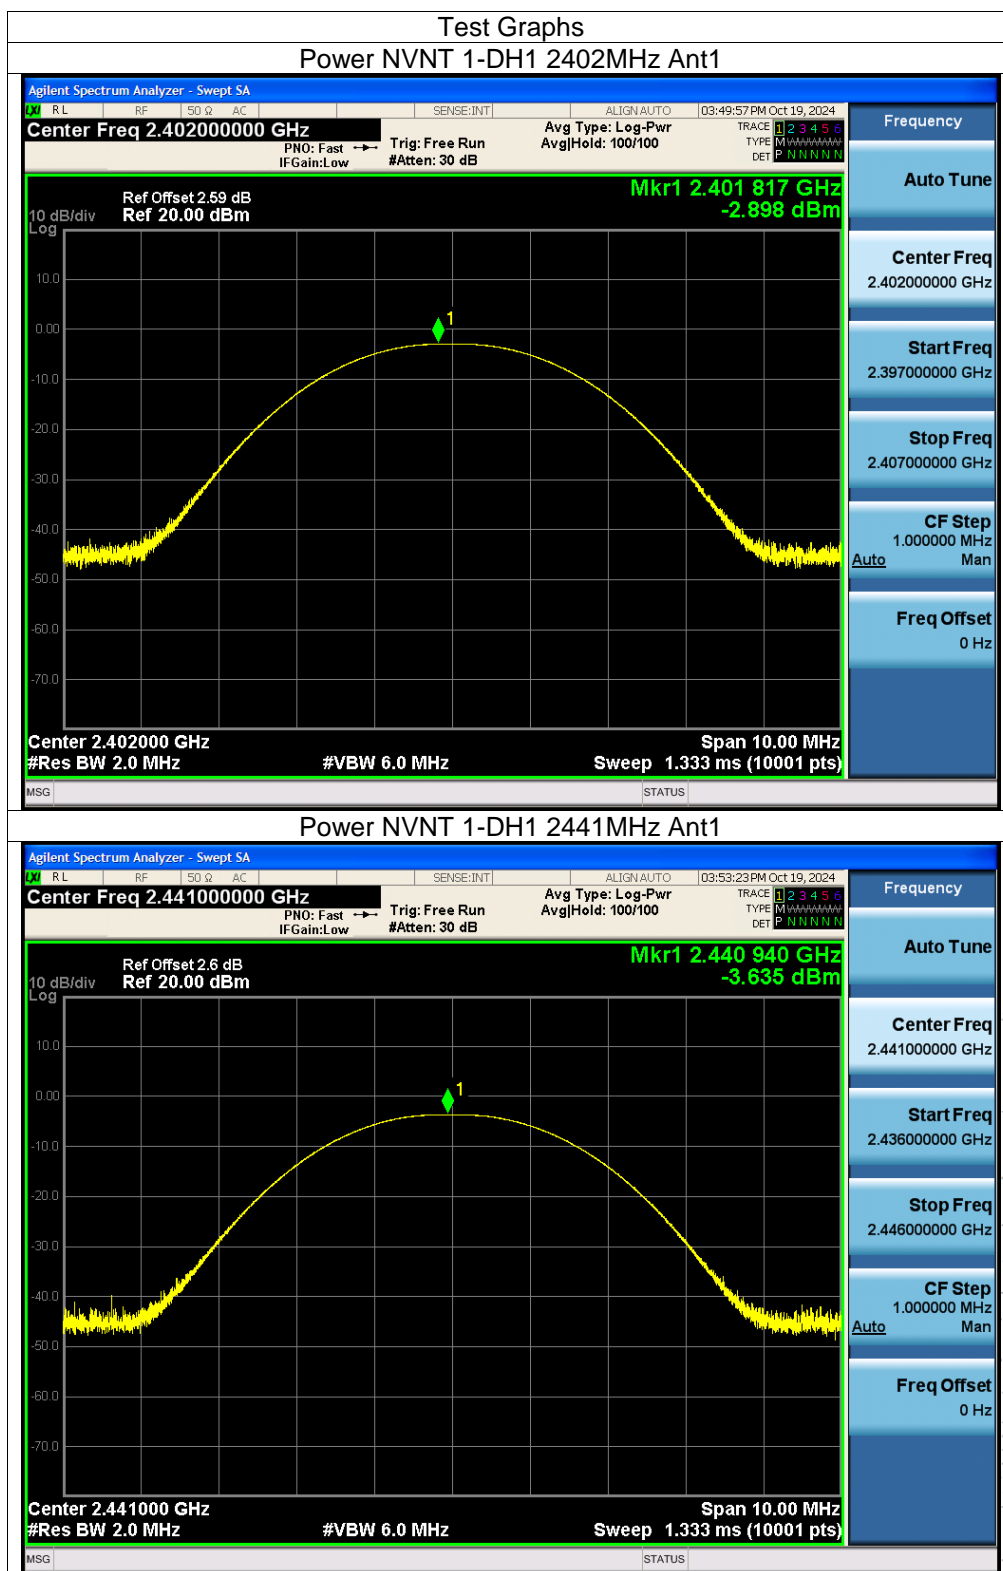 Test Graphs
Power NVNT 1-DH1 2402MHz Ant1
Agilent Spectrum Analyzer - Swept SA
LXI RL RF 50 Ω AC SENSE:INT ALIGN AUTO 03:49:57 PM Oct 19, 2024
Center Freq 2.402000000 GHz
PNO: Fast
IFGain:Low
Trig: Free Run
#Atten: 30 dB
Avg Type: Log-Pwr
Avg|Hold: 100/100
TRACE 1 2 3 4 5 6
TYPE M
DET P N N N N N
Mkr1 2.401 817 GHz
-2.898 dBm
Ref Offset 2.59 dB
10 dB/div Ref 20.00 dBm
Log
10.0
0.00
-10.0
-20.0
-30.0
-40.0
-50.0
-60.0
-70.0
1
Center 2.402000 GHz Span 10.00 MHz
#Res BW 2.0 MHz #VBW 6.0 MHz Sweep 1.333 ms (10001 pts)
MSG STATUS
Frequency
Auto Tune
Center Freq
2.402000000 GHz
Start Freq
2.397000000 GHz
Stop Freq
2.407000000 GHz
CF Step
1.000000 MHz
Auto Man
Freq Offset
0 Hz
Power NVNT 1-DH1 2441MHz Ant1
Agilent Spectrum Analyzer - Swept SA
LXI RL RF 50 Ω AC SENSE:INT ALIGN AUTO 03:53:23 PM Oct 19, 2024
Center Freq 2.441000000 GHz
PNO: Fast
IFGain:Low
Trig: Free Run
#Atten: 30 dB
Avg Type: Log-Pwr
Avg|Hold: 100/100
TRACE 1 2 3 4 5 6
TYPE M
DET P N N N N N
Mkr1 2.440 940 GHz
-3.635 dBm
Ref Offset 2.6 dB
10 dB/div Ref 20.00 dBm
Log
10.0
0.00
-10.0
-20.0
-30.0
-40.0
-50.0
-60.0
-70.0
1
Center 2.441000 GHz Span 10.00 MHz
#Res BW 2.0 MHz #VBW 6.0 MHz Sweep 1.333 ms (10001 pts)
MSG STATUS
Frequency
Auto Tune
Center Freq
2.441000000 GHz
Start Freq
2.436000000 GHz
Stop Freq
2.446000000 GHz
CF Step
1.000000 MHz
Auto Man
Freq Offset
0 Hz